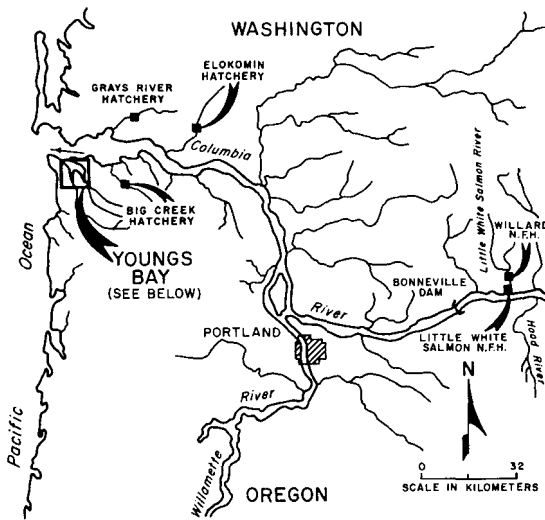 WASHINGTON
ELOKOMIN
HATCHERY
GRAYS RIVER
HATCHERY
Columbia
Little White Salmon River
WILLARD
N.F.H.
BIG CREEK
HATCHERY
Ocean
YOUNGS
BAY
(SEE BELOW)
BONNEVILLE
DAM
River
PORTLAND
LITTLE WHITE
SALMON N.F.H.
Hood River
N
River
Pacific
Willamette
OREGON
0 32
SCALE IN KILOMETERS